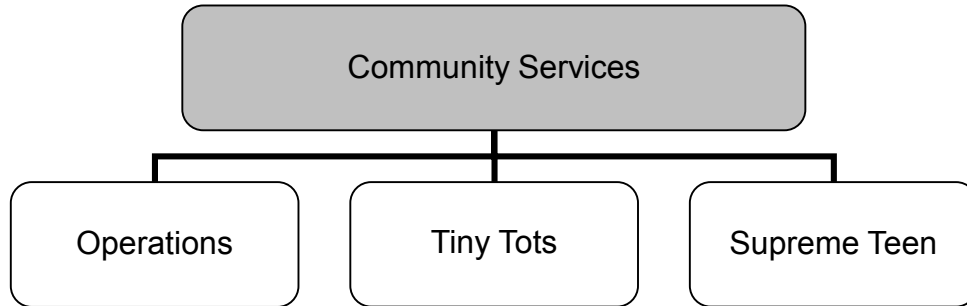 Community Services
Operations
Tiny Tots
Supreme Teen